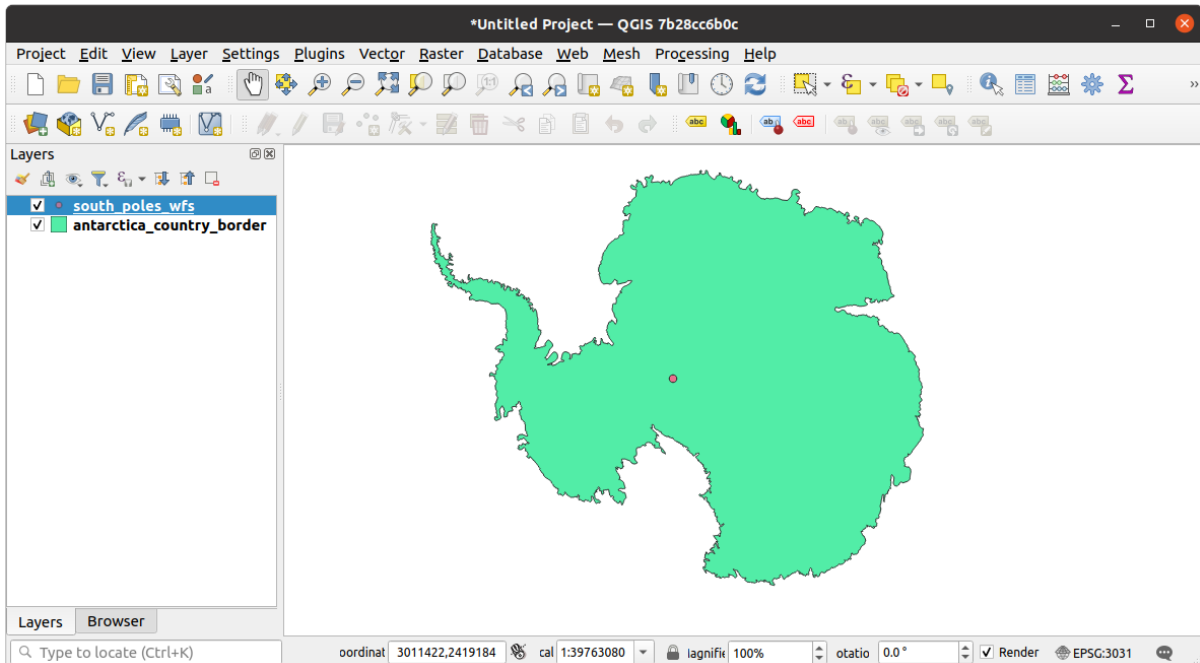 *Untitled Project — QGIS 7b28cc6b0c
Project Edit View Layer Settings Plugins Vector Raster Database Web Mesh Processing Help
Layers
south_poles_wfs
antarctica_country_border
Layers Browser
Type to locate (Ctrl+K) oordinat 3011422,2419184 cal 1:39763080 lagnifi 100% otatio 0.0 ° Render EPSG:3031